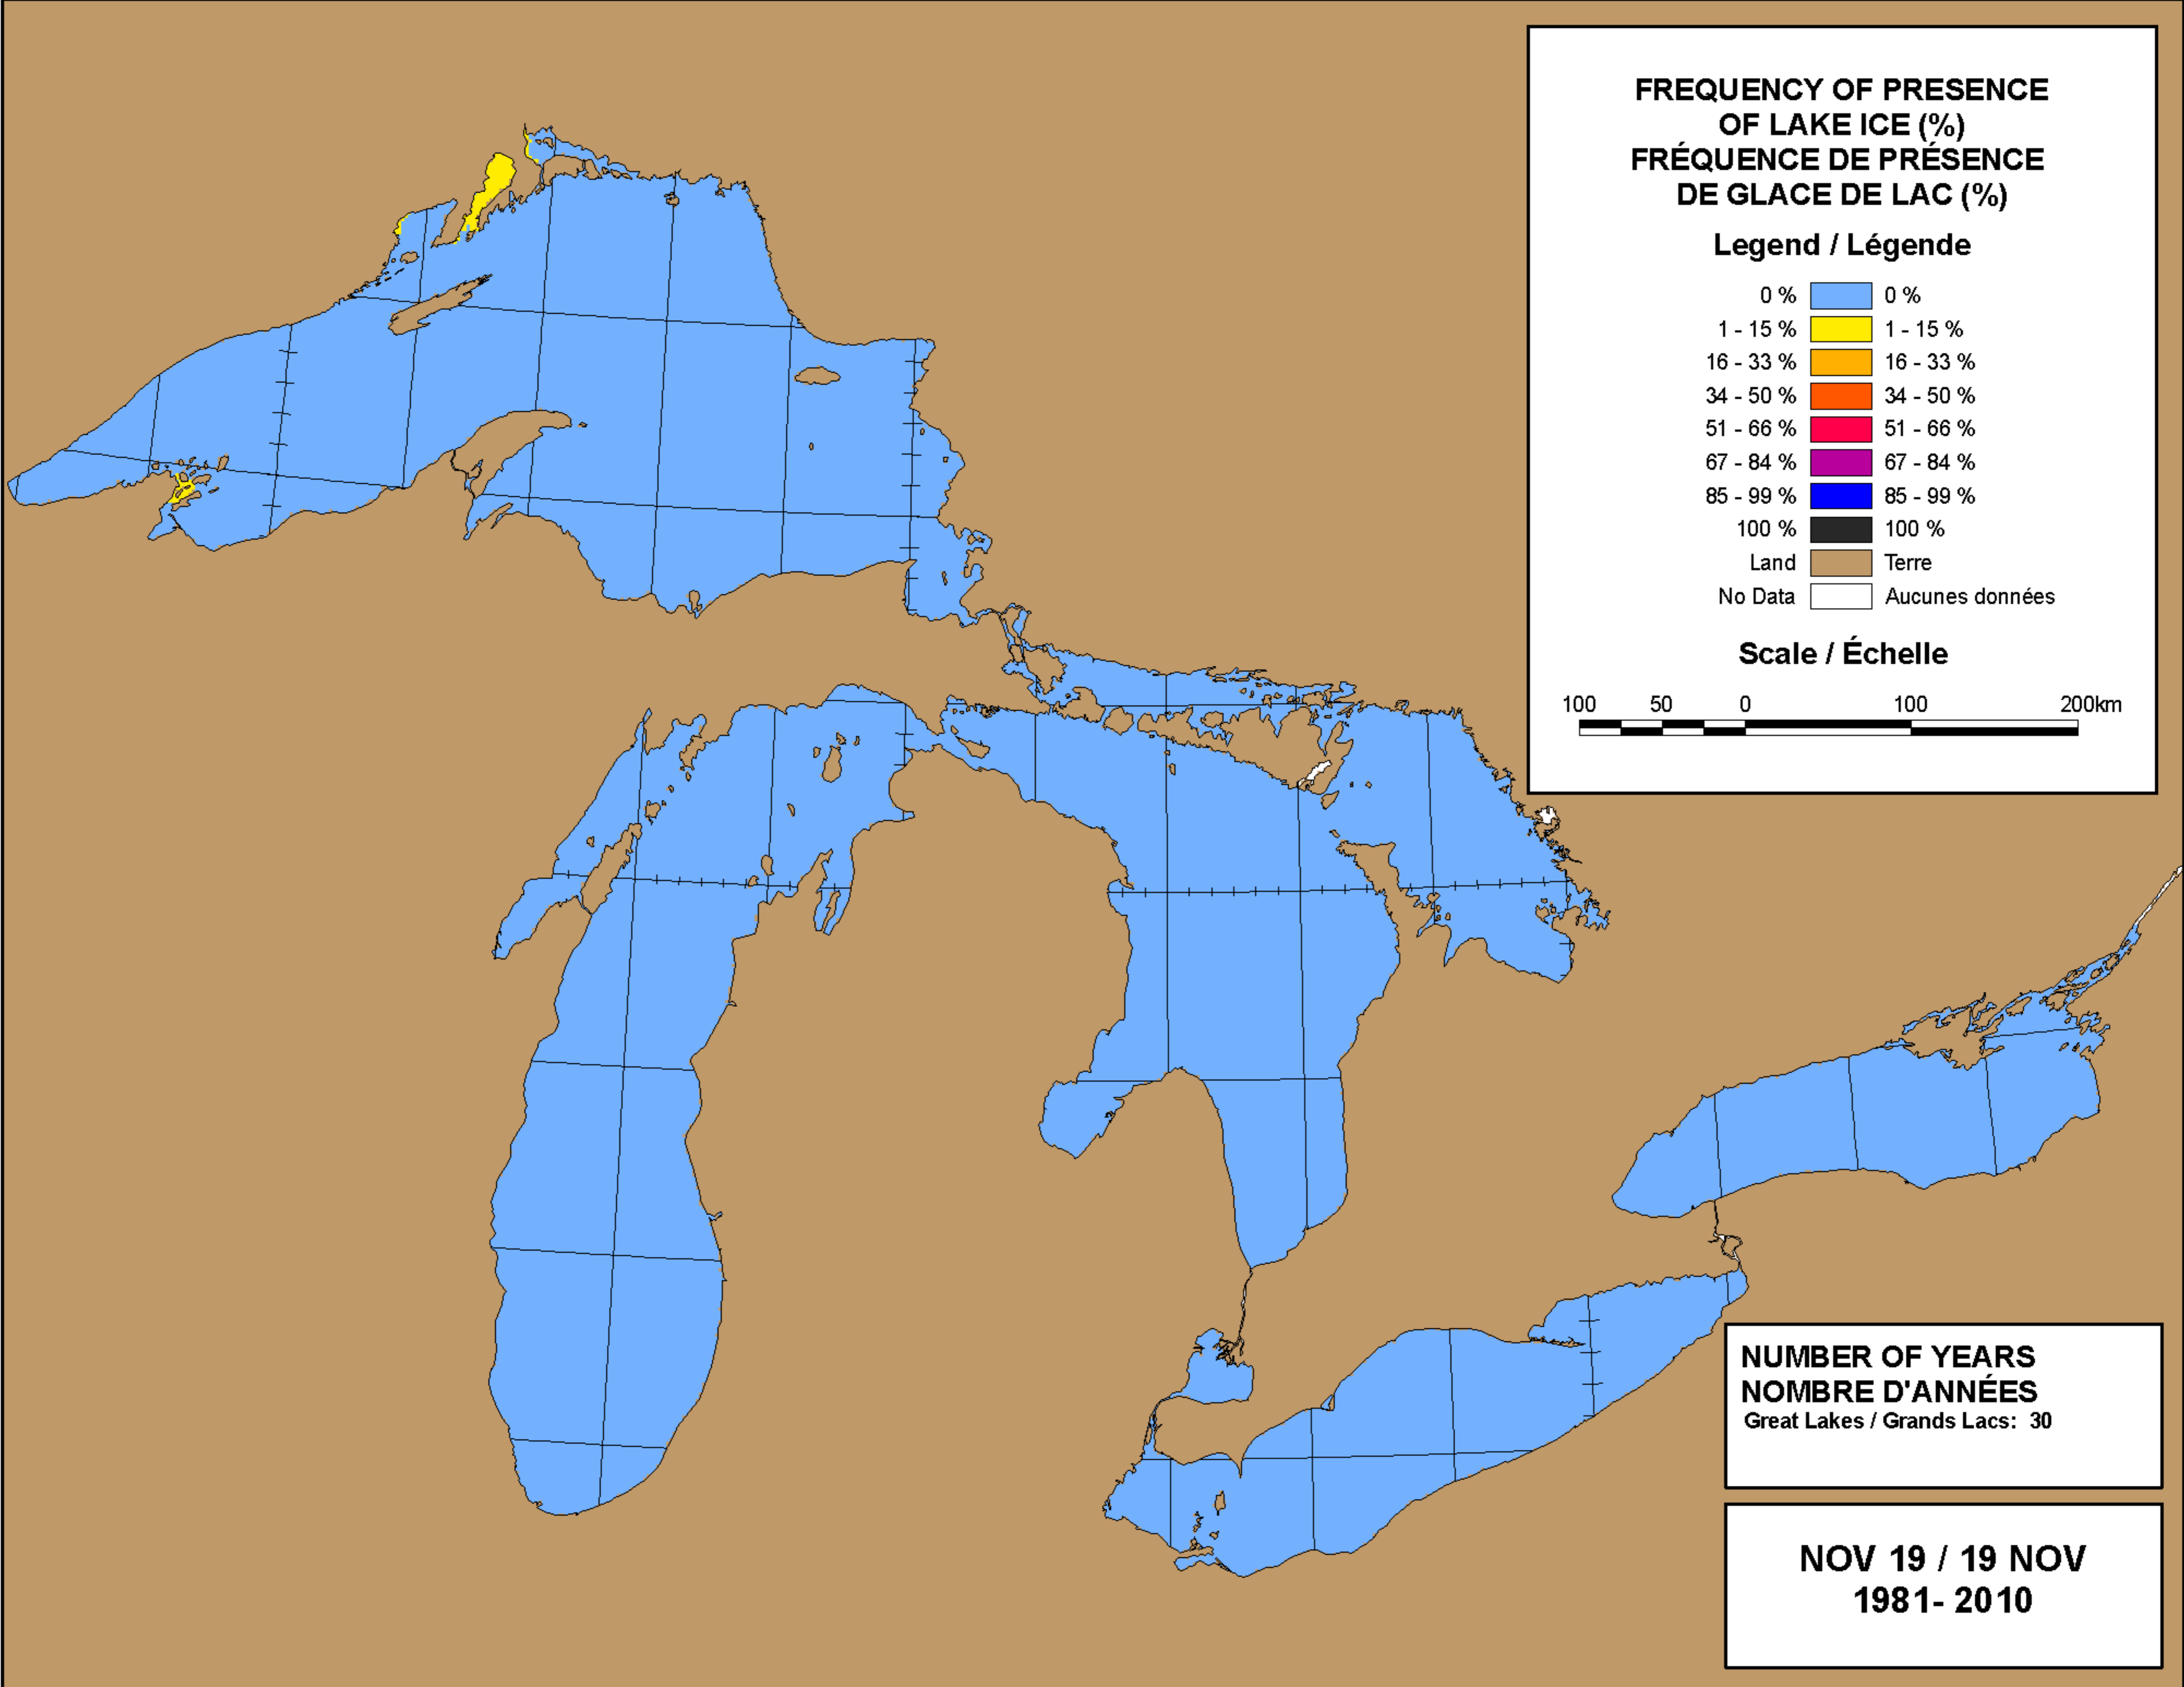 FREQUENCY OF PRESENCE
OF LAKE ICE (%)
FRÉQUENCE DE PRÉSENCE
DE GLACE DE LAC (%)
Legend / Légende
0 % 0 %
1 - 15 % 1 - 15 %
16 - 33 % 16 - 33 %
34 - 50 % 34 - 50 %
51 - 66 % 51 - 66 %
67 - 84 % 67 - 84 %
85 - 99 % 85 - 99 %
100 % 100 %
Land Terre
No Data Aucunes données
Scale / Échelle
100 50 0 100 200km
NUMBER OF YEARS
NOMBRE D'ANNÉES
Great Lakes / Grands Lacs: 30
NOV 19 / 19 NOV
1981- 2010